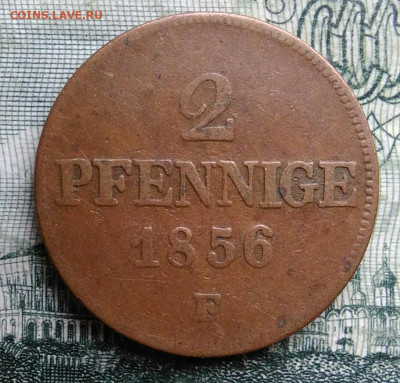 COINS.LAVE.RU
2
PFENNIGE
1856
F